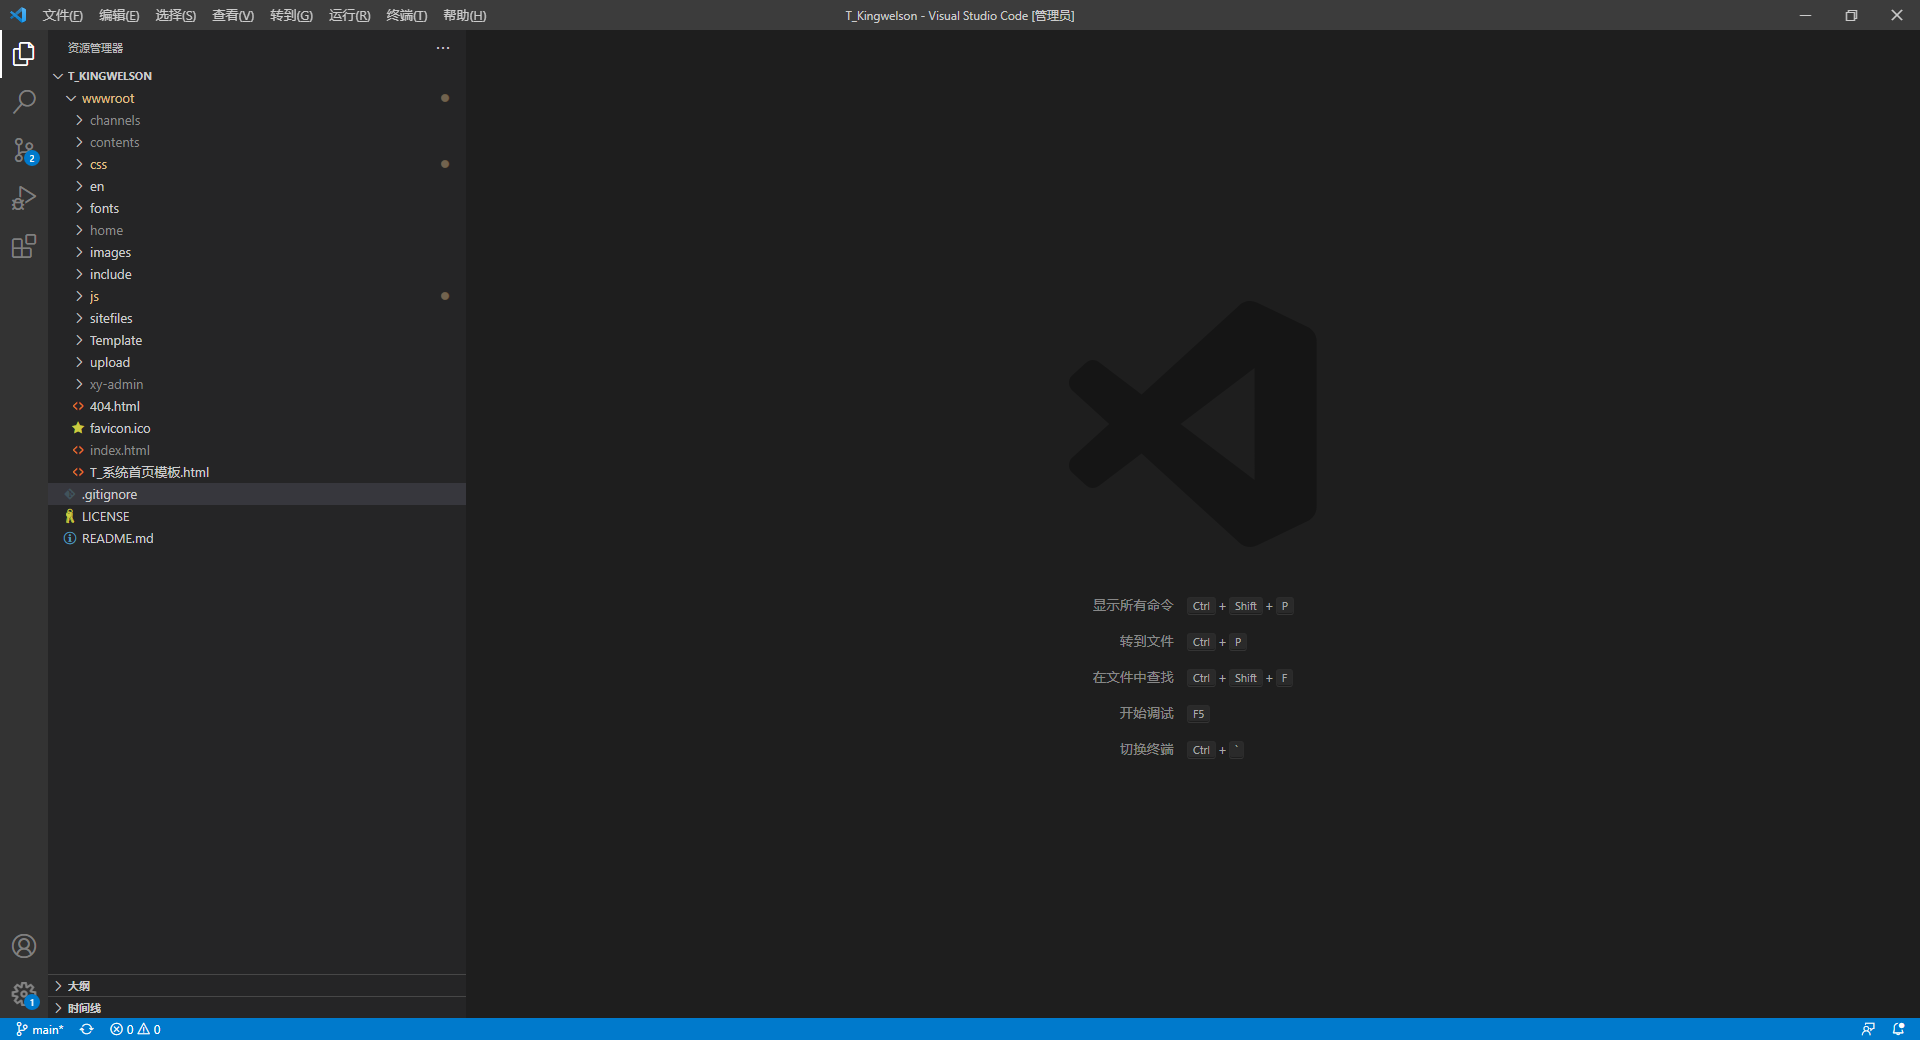 文件(F) 编辑(E) 选择(S) 查看(V) 转到(G) 运行(R) 终端(T) 帮助(H) T_Kingwelson - Visual Studio Code [管理员]
资源管理器
T_KINGWELSON
wwwroot
channels
contents
css
en
fonts
home
images
include
js
sitefiles
Template
upload
xy-admin
404.html
favicon.ico
index.html
T_系统首页模板.html
.gitignore
LICENSE
README.md
2
显示所有命令 Ctrl + Shift + P
转到文件 Ctrl + P
在文件中查找 Ctrl + Shift + F
开始调试 F5
切换终端 Ctrl + `
大纲
时间线
1
main* 0 0